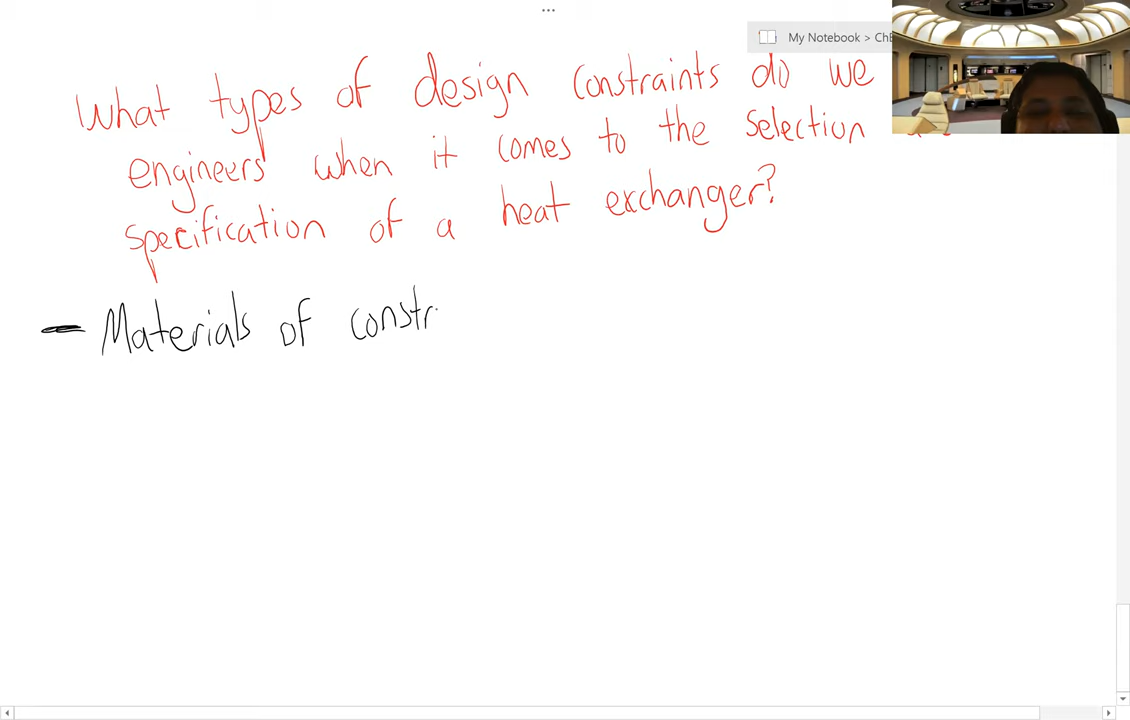 My Notebook > Ch
What types of design constraints do we
engineers when it comes to the selection
specification of a heat exchanger?
- Materials of constr